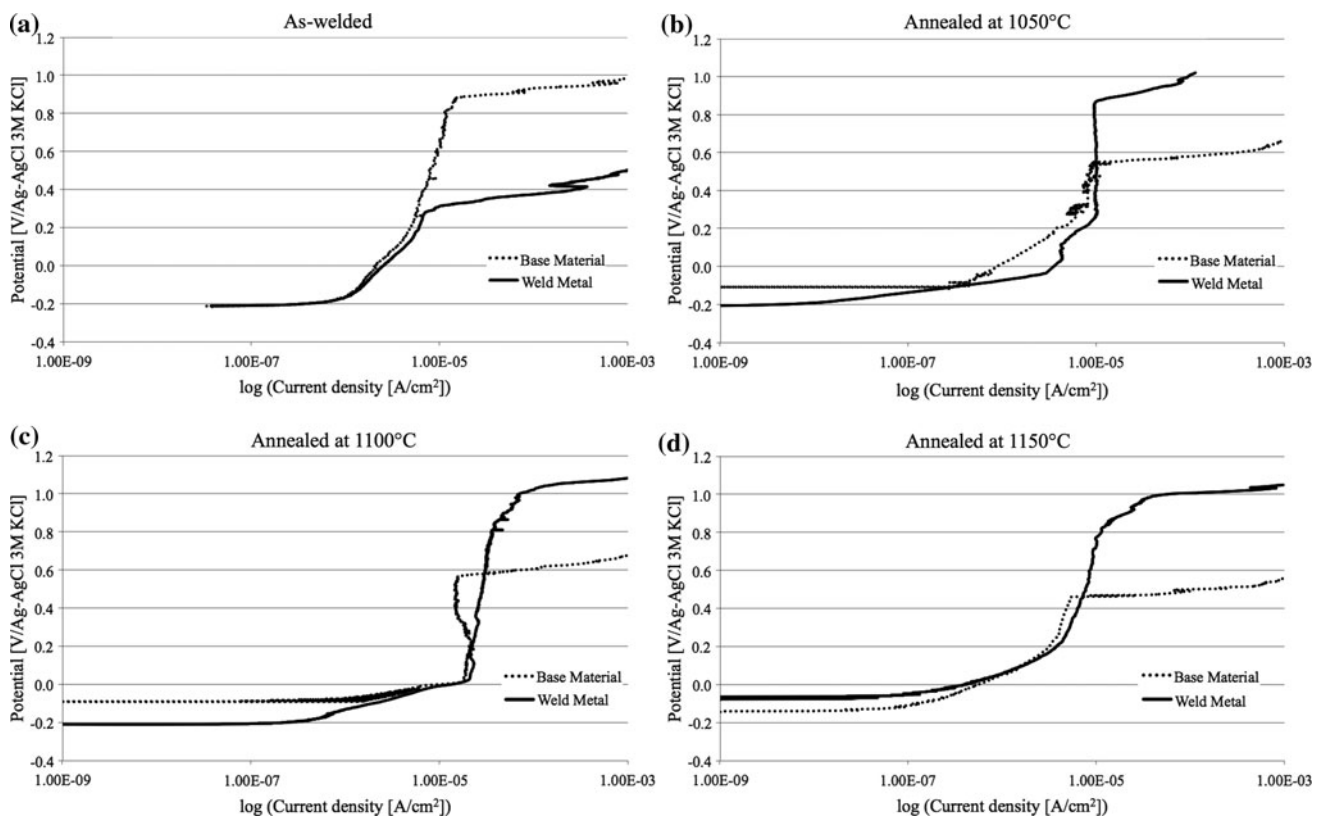 (a)
As-welded
1.2
1.0
0.8
0.6
0.4
0.2
0.0
-0.2
-0.4
Potential [V/Ag-AgCl 3M KCl]
Base Material
Weld Metal
1.00E-09
1.00E-07
1.00E-05
1.00E-03
log (Current density [A/cm²])
(b)
Annealed at 1050°C
1.2
1.0
0.8
0.6
0.4
0.2
0.0
-0.2
-0.4
Potential [V/Ag-AgCl 3M KCl]
Base Material
Weld Metal
1.00E-09
1.00E-07
1.00E-05
1.00E-03
log (Current density [A/cm²])
(c)
Annealed at 1100°C
1.2
1.0
0.8
0.6
0.4
0.2
0.0
-0.2
-0.4
Potential [V/Ag-AgCl 3M KCl]
Base Material
Weld Metal
1.00E-09
1.00E-07
1.00E-05
1.00E-03
log (Current density [A/cm²])
(d)
Annealed at 1150°C
1.2
1.0
0.8
0.6
0.4
0.2
0.0
-0.2
-0.4
Potential [V/Ag-AgCl 3M KCl]
Base Material
Weld Metal
1.00E-09
1.00E-07
1.00E-05
1.00E-03
log (Current density [A/cm²])